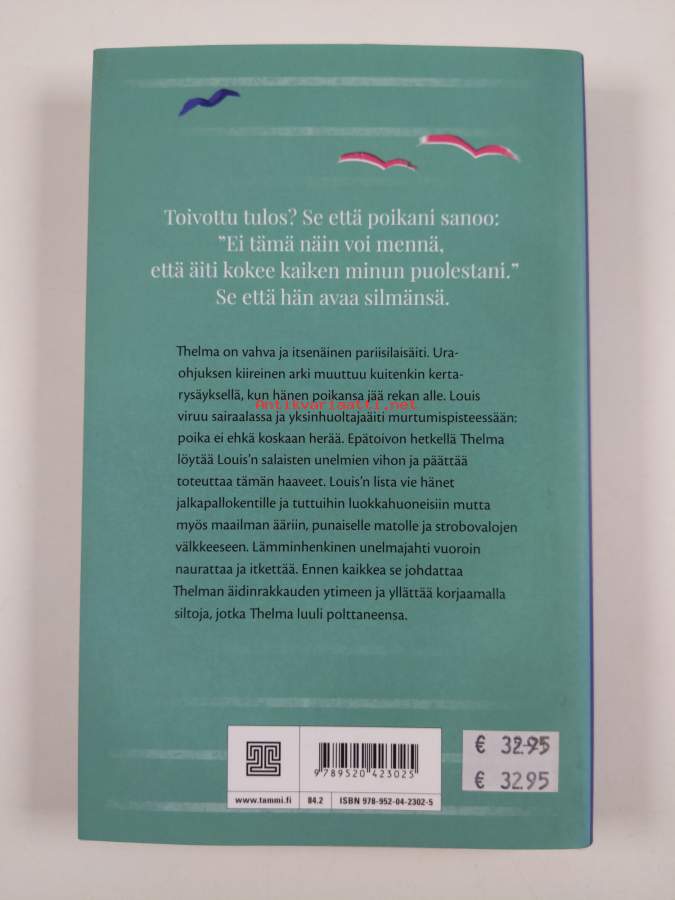 Toivottu tulos? Se että poikani sanoo:
”Ei tämä näin voi mennä,
että äiti kokee kaiken minun puolestani.”
Se että hän avaa silmänsä.
Thelma on vahva ja itsenäinen pariisilaisäiti. Ura-
ohjuksen kiireinen arki muuttuu kuitenkin kerta-
rysäyksellä, kun hänen poikansa jää rekan alle. Louis
viruu sairaalassa ja yksinhuoltajaäiti murtumispisteessään:
Antikvariaatti.net
poika ei ehkä koskaan herää. Epätoivon hetkellä Thelma
löytää Louis’n salaisten unelmien vihon ja päättää
toteuttaa tämän haaveet. Louis’n lista vie hänet
jalkapallokentille ja tuttuihin luokkahuoneisiin mutta
myös maailman ääriin, punaiselle matolle ja strobovalojen
välkkeeseen. Lämminhenkinen unelmajahti vuoroin
naurattaa ja itkettää. Ennen kaikkea se johdattaa
Thelman äidinrakkauden ytimeen ja yllättää korjaamalla
siltoja, jotka Thelma luuli polttaneensa.
9 789520 423025
www.tammi.fi 84.2 ISBN 978-952-04-2302-5
€ 32.95
€ 32.95